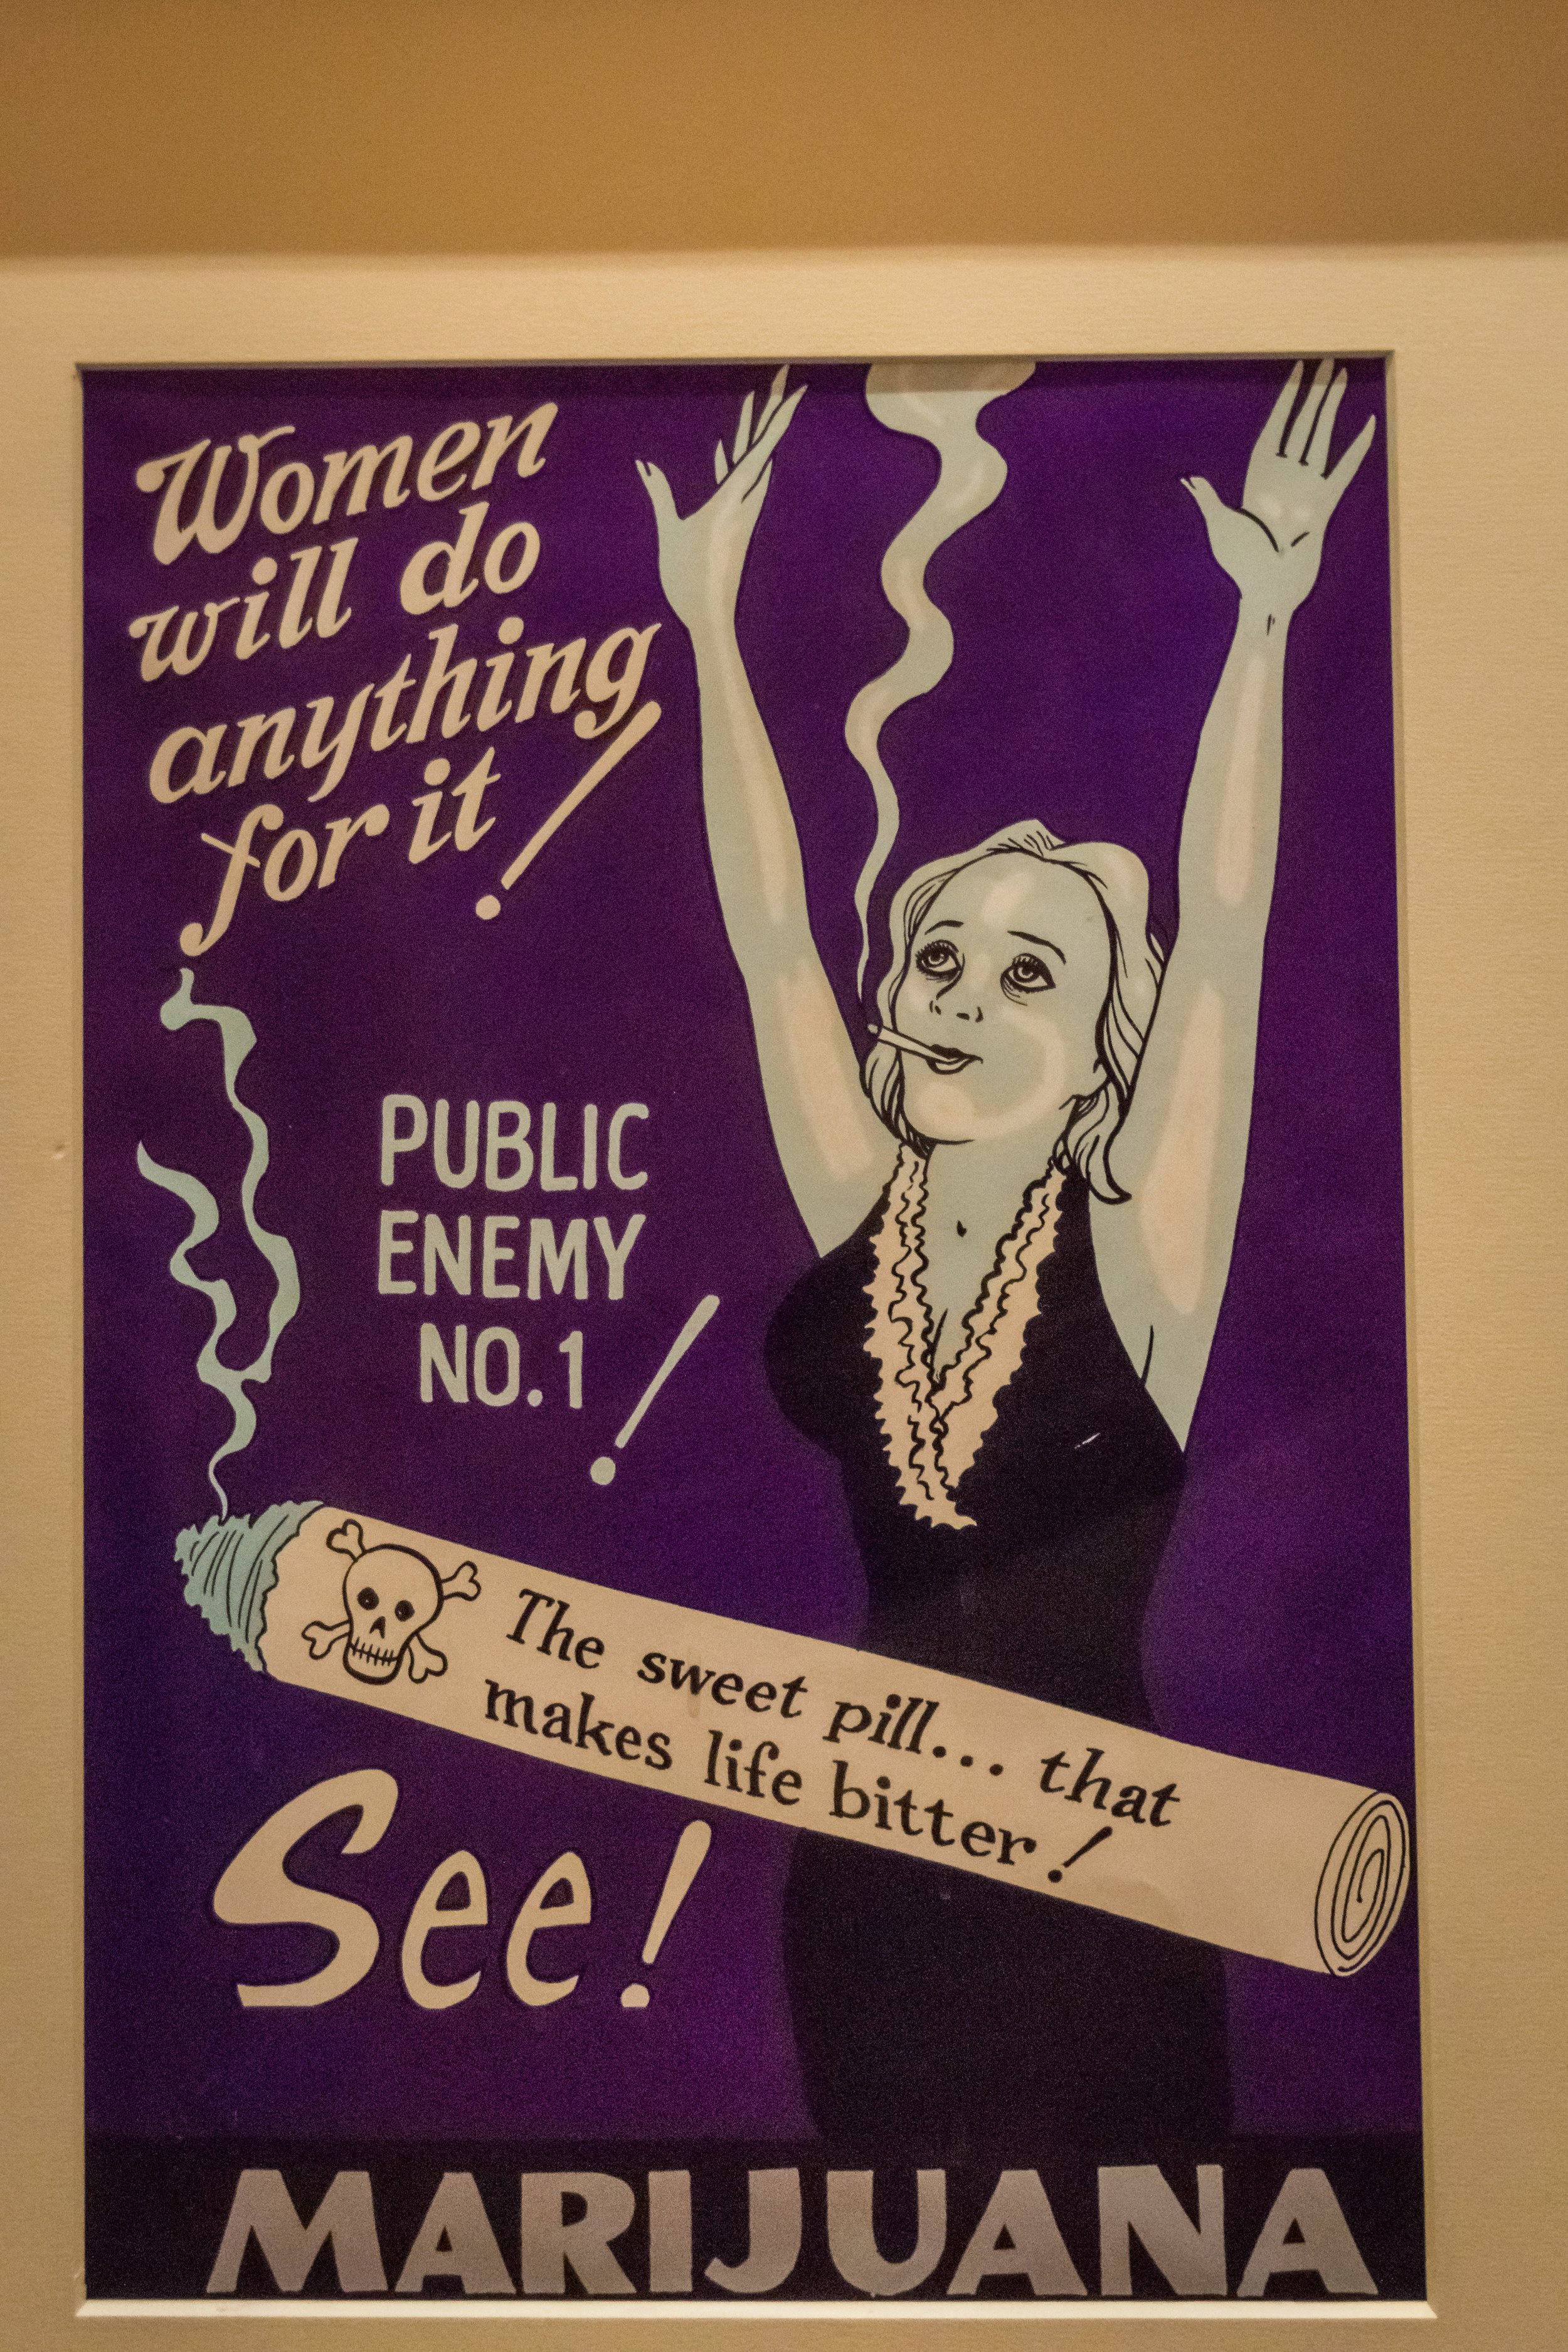 Women
will do
anything
for it!
PUBLIC
ENEMY
NO.1!
The sweet pill... that
makes life bitter!
See!
MARIJUANA